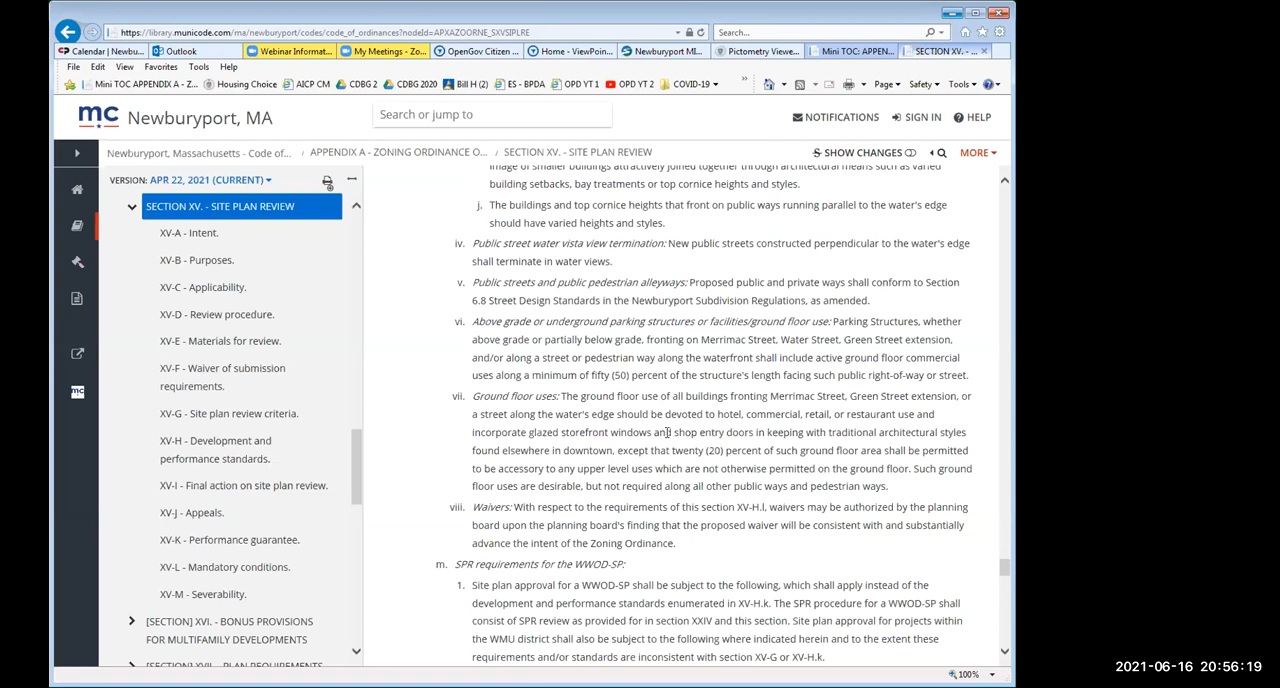 https://library.municode.com/ma/newburyport/codes/code_of_ordinances?nodeId=APXAZOORNE_SXVSIPLRE
Search...
Calendar | Newbu...
Outlook
Webinar Informat...
My Meetings - Zo...
OpenGov Citizen ...
Home - ViewPoin...
Newburyport MI...
Pictometry Viewe...
Mini TOC: APPEN...
SECTION XV. - ...
File Edit View Favorites Tools Help
Mini TOC APPENDIX A - Z...
Housing Choice
AICP CM
CDBG 2
CDBG 2020
Bill H (2)
ES - BPDA
OPD YT 1
OPD YT 2
COVID-19
Page
Safety
Tools
mc Newburyport, MA
Search or jump to
NOTIFICATIONS
SIGN IN
HELP
Newburyport, Massachusetts - Code of... / APPENDIX A - ZONING ORDINANCE O... / SECTION XV. - SITE PLAN REVIEW
SHOW CHANGES
MORE
VERSION: APR 22, 2021 (CURRENT)
SECTION XV. - SITE PLAN REVIEW
XV-A - Intent.
XV-B - Purposes.
XV-C - Applicability.
XV-D - Review procedure.
XV-E - Materials for review.
XV-F - Waiver of submission
requirements.
XV-G - Site plan review criteria.
XV-H - Development and
performance standards.
XV-I - Final action on site plan review.
XV-J - Appeals.
XV-K - Performance guarantee.
XV-L - Mandatory conditions.
XV-M - Severability.
[SECTION] XVI. - BONUS PROVISIONS
FOR MULTIFAMILY DEVELOPMENTS
[SECTION] XVII. - PLAN REQUIREMENTS
mc
image of smaller buildings attractively joined together through architectural means such as varied
building setbacks, bay treatments or top cornice heights and styles.
j. The buildings and top cornice heights that front on public ways running parallel to the water's edge
should have varied heights and styles.
iv. Public street water vista view termination: New public streets constructed perpendicular to the water's edge
shall terminate in water views.
v. Public streets and public pedestrian alleyways: Proposed public and private ways shall conform to Section
6.8 Street Design Standards in the Newburyport Subdivision Regulations, as amended.
vi. Above grade or underground parking structures or facilities/ground floor use: Parking Structures, whether
above grade or partially below grade, fronting on Merrimac Street, Water Street, Green Street extension,
and/or along a street or pedestrian way along the waterfront shall include active ground floor commercial
uses along a minimum of fifty (50) percent of the structure's length facing such public right-of-way or street.
vii. Ground floor uses: The ground floor use of all buildings fronting Merrimac Street, Green Street extension, or
a street along the water's edge should be devoted to hotel, commercial, retail, or restaurant use and
incorporate glazed storefront windows and shop entry doors in keeping with traditional architectural styles
found elsewhere in downtown, except that twenty (20) percent of such ground floor area shall be permitted
to be accessory to any upper level uses which are not otherwise permitted on the ground floor. Such ground
floor uses are desirable, but not required along all other public ways and pedestrian ways.
viii. Waivers: With respect to the requirements of this section XV-H.l, waivers may be authorized by the planning
board upon the planning board's finding that the proposed waiver will be consistent with and substantially
advance the intent of the Zoning Ordinance.
m. SPR requirements for the WWOD-SP:
1. Site plan approval for a WWOD-SP shall be subject to the following, which shall apply instead of the
development and performance standards enumerated in XV-H.k. The SPR procedure for a WWOD-SP shall
consist of SPR review as provided for in section XXIV and this section. Site plan approval for projects within
the WMU district shall also be subject to the following where indicated herein and to the extent these
requirements and/or standards are inconsistent with section XV-G or XV-H.k.
100%
2021-06-16 20:56:19